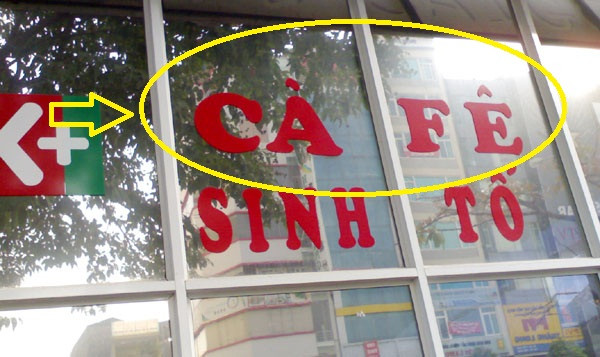 CÀ FÊ
K+
SINH TỐ